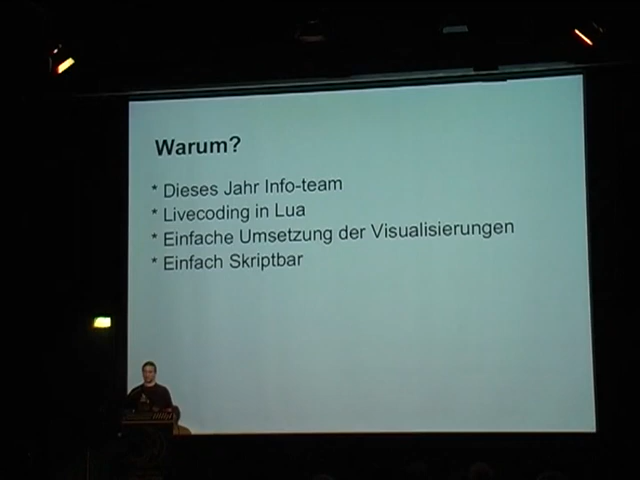 Warum?
* Dieses Jahr Info-team
* Livecoding in Lua
* Einfache Umsetzung der Visualisierungen
* Einfach Skriptbar